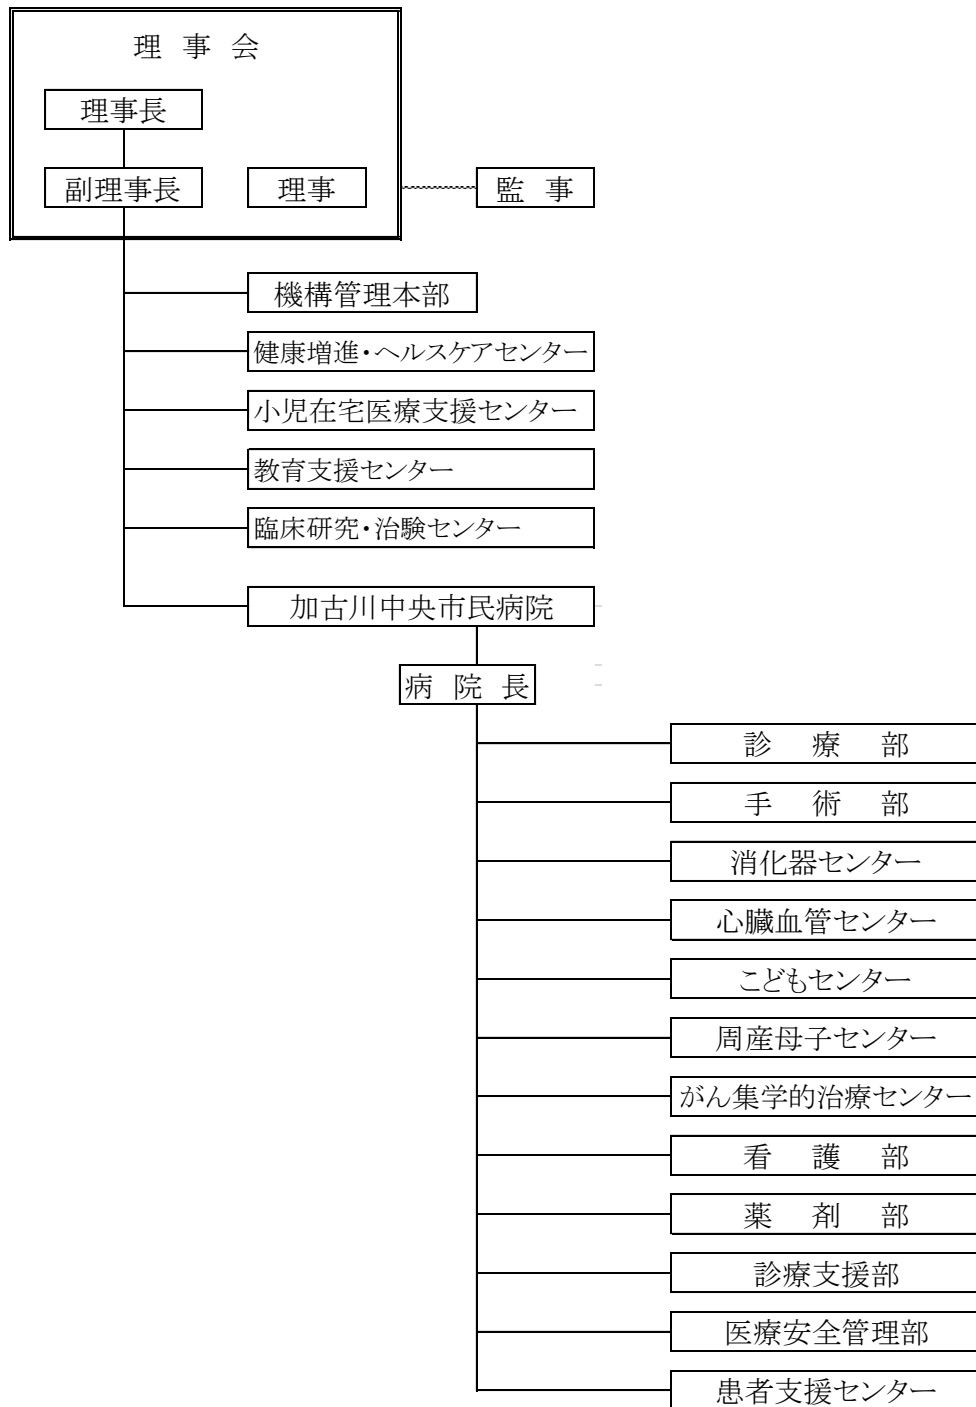 理 事 会
理事長
副理事長 理事 監 事
機構管理本部
健康増進・ヘルスケアセンター
小児在宅医療支援センター
教育支援センター
臨床研究・治験センター
加古川中央市民病院
病 院 長
診 療 部
手 術 部
消化器センター
心臓血管センター
こどもセンター
周産母子センター
がん集学的治療センター
看 護 部
薬 剤 部
診療支援部
医療安全管理部
患者支援センター